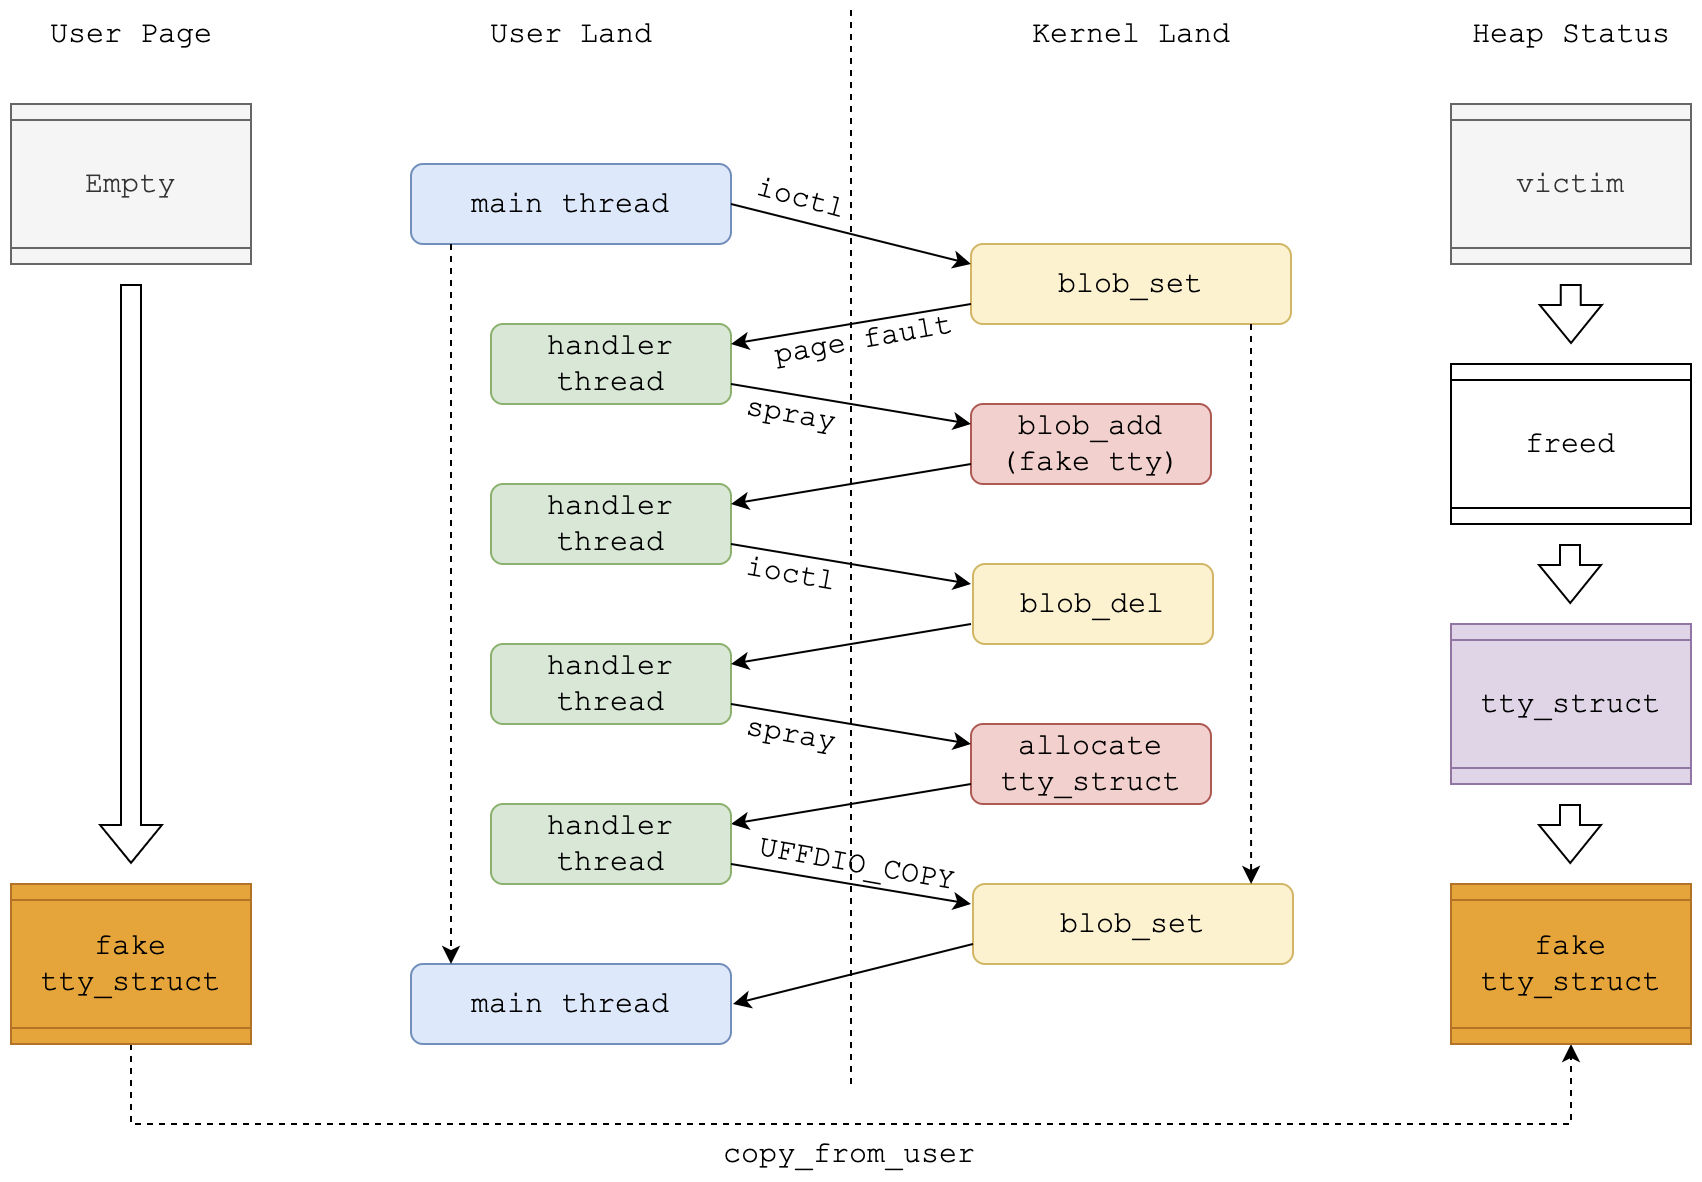 User Page
User Land
Kernel Land
Heap Status
Empty
main thread
ioctl
victim
blob_set
page fault
handler
thread
spray
blob_add
(fake tty)
freed
handler
thread
ioctl
blob_del
handler
thread
spray
allocate
tty_struct
tty_struct
handler
thread
UFFDIO_COPY
blob_set
fake
tty_struct
main thread
fake
tty_struct
copy_from_user